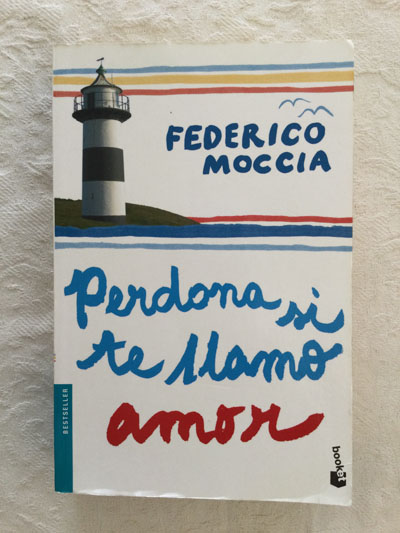 FEDERICO
MOCCIA
Perdona si
te llamo
amor
BESTSELLER
booket